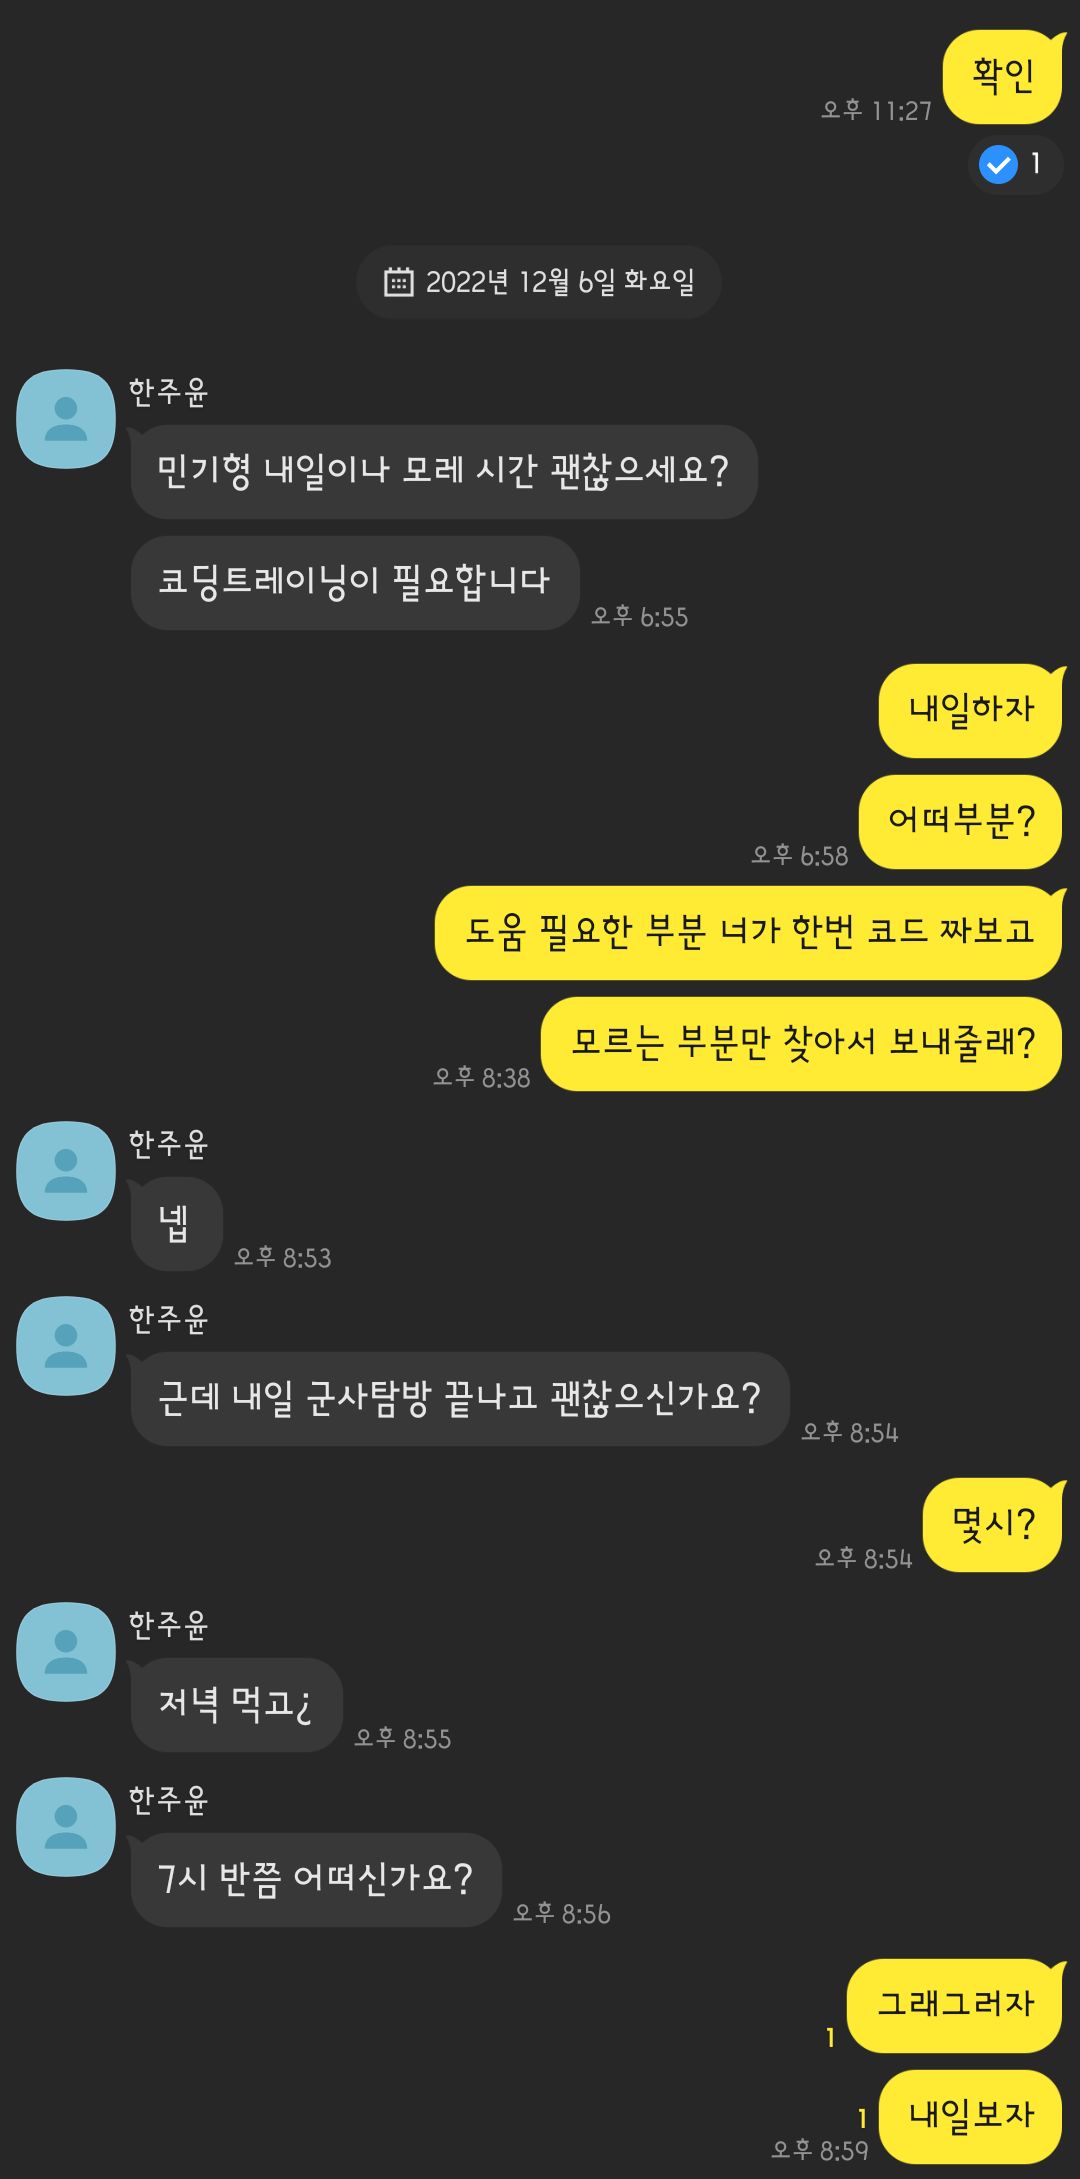 확인
오후 11:27
1
2022년 12월 6일 화요일
한주윤
민기형 내일이나 모레 시간 괜찮으세요?
코딩트레이닝이 필요합니다
오후 6:55
내일하자
어떠부분?
오후 6:58
도움 필요한 부분 너가 한번 코드 짜보고
모르는 부분만 찾아서 보내줄래?
오후 8:38
한주윤
넵
오후 8:53
한주윤
근데 내일 군사탐방 끝나고 괜찮으신가요?
오후 8:54
몇시?
오후 8:54
한주윤
저녁 먹고¿
오후 8:55
한주윤
7시 반쯤 어떠신가요?
오후 8:56
그래그러자
1
내일보자
1
오후 8:59